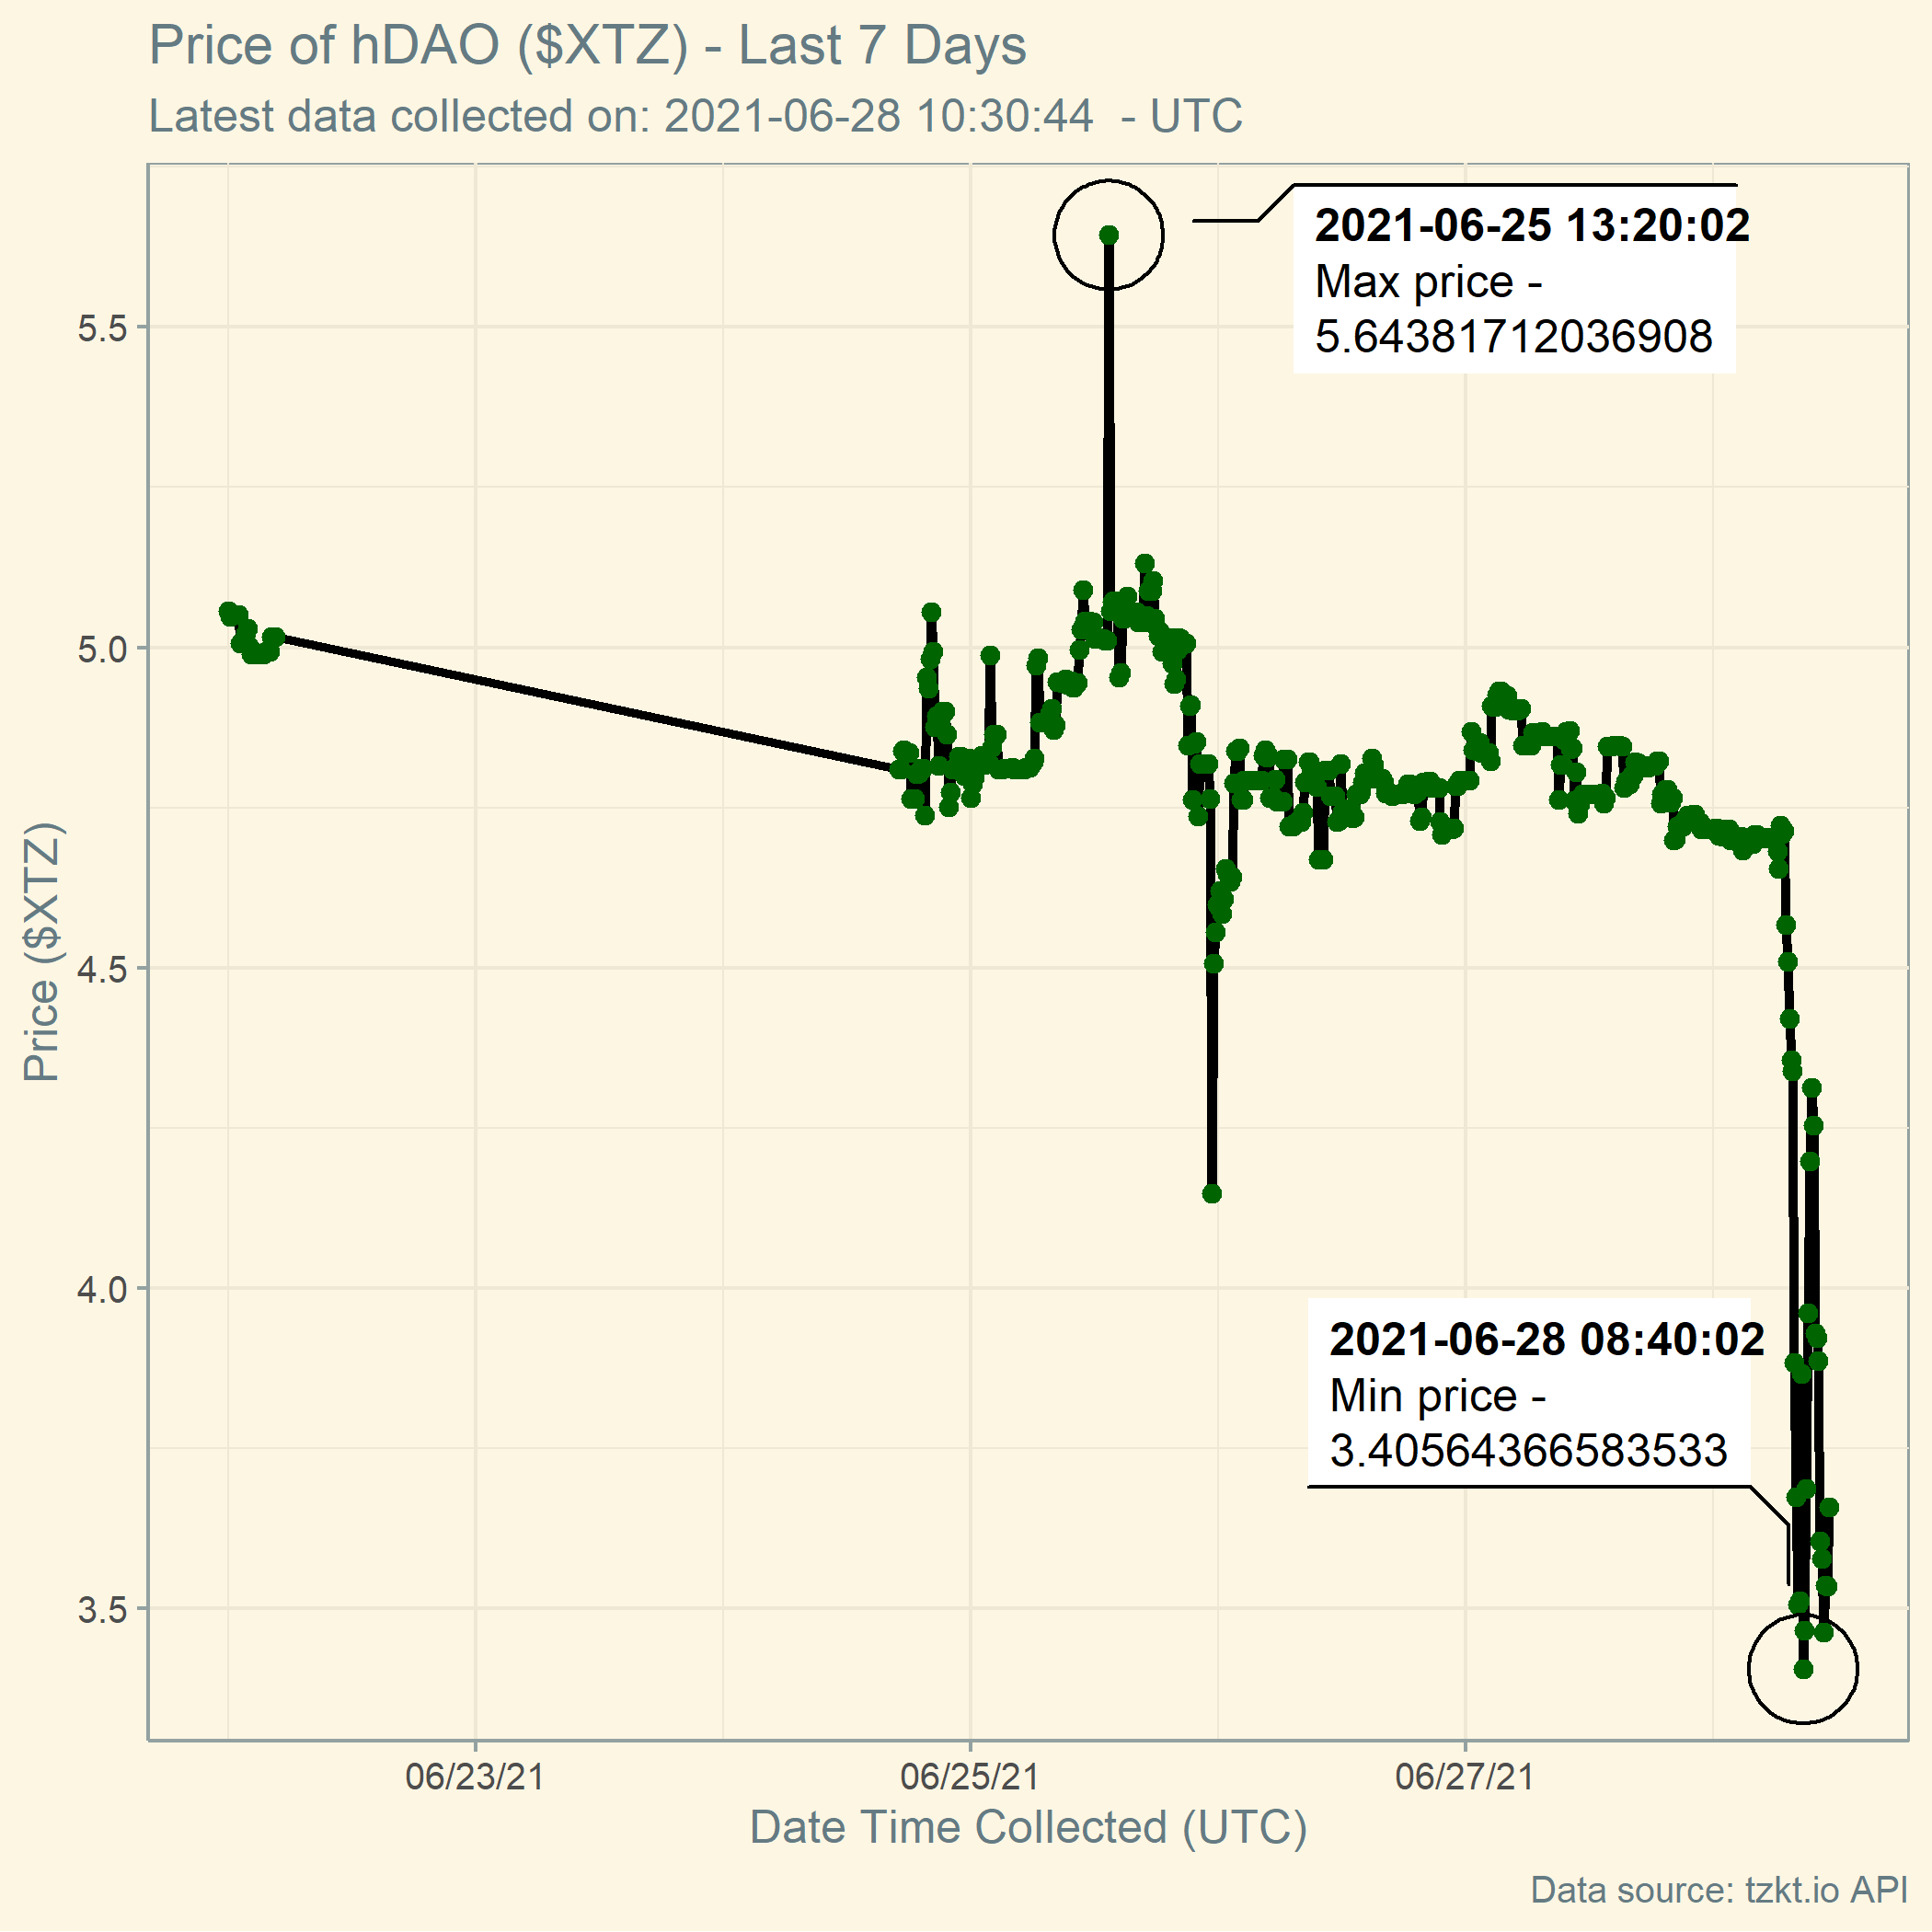 Price of hDAO ($XTZ) - Last 7 Days
Latest data collected on: 2021-06-28 10:30:44  - UTC
2021-06-25 13:20:02
Max price -
5.64381712036908
5.5
5.0
4.5
4.0
3.5
Price ($XTZ)
2021-06-28 08:40:02
Min price -
3.40564366583533
06/23/21
06/25/21
06/27/21
Date Time Collected (UTC)
Data source: tzkt.io API